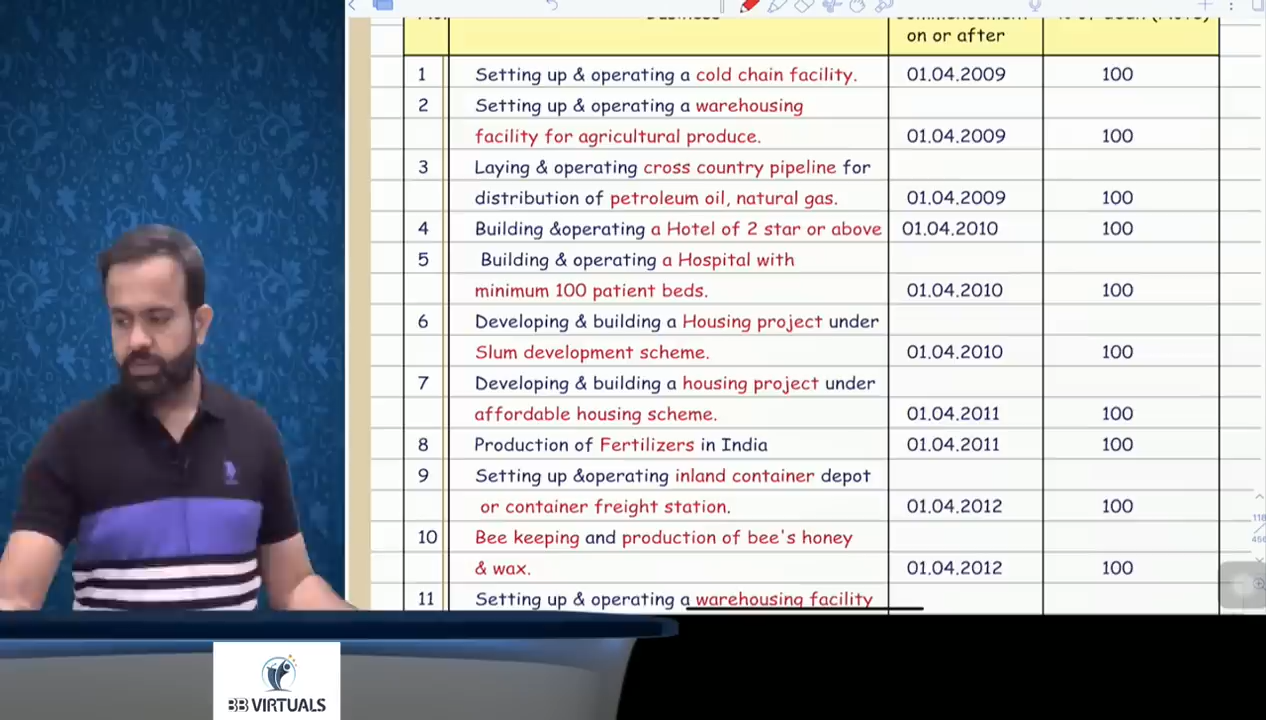 on or after
1 Setting up & operating a cold chain facility. 01.04.2009 100
2 Setting up & operating a warehousing
facility for agricultural produce. 01.04.2009 100
3 Laying & operating cross country pipeline for
distribution of petroleum oil, natural gas. 01.04.2009 100
4 Building &operating a Hotel of 2 star or above 01.04.2010 100
5 Building & operating a Hospital with
minimum 100 patient beds. 01.04.2010 100
6 Developing & building a Housing project under
Slum development scheme. 01.04.2010 100
7 Developing & building a housing project under
affordable housing scheme. 01.04.2011 100
8 Production of Fertilizers in India 01.04.2011 100
9 Setting up &operating inland container depot
or container freight station. 01.04.2012 100
10 Bee keeping and production of bee's honey
& wax. 01.04.2012 100
11 Setting up & operating a warehousing facility
118
BB VIRTUALS